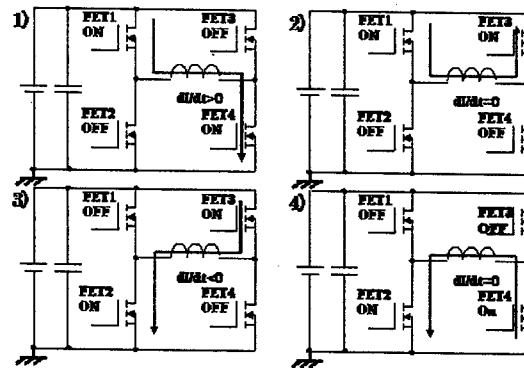 1)
FET1
ON
FET3
OFF
dI/dt>0
FET2
OFF
FET4
ON
2)
FET1
ON
FET3
ON
dI/dt=0
FET2
OFF
FET4
OFF
3)
FET1
OFF
FET3
ON
dI/dt<0
FET2
ON
FET4
OFF
4)
FET1
OFF
FET3
OFF
dI/dt=0
FET2
ON
FET4
On